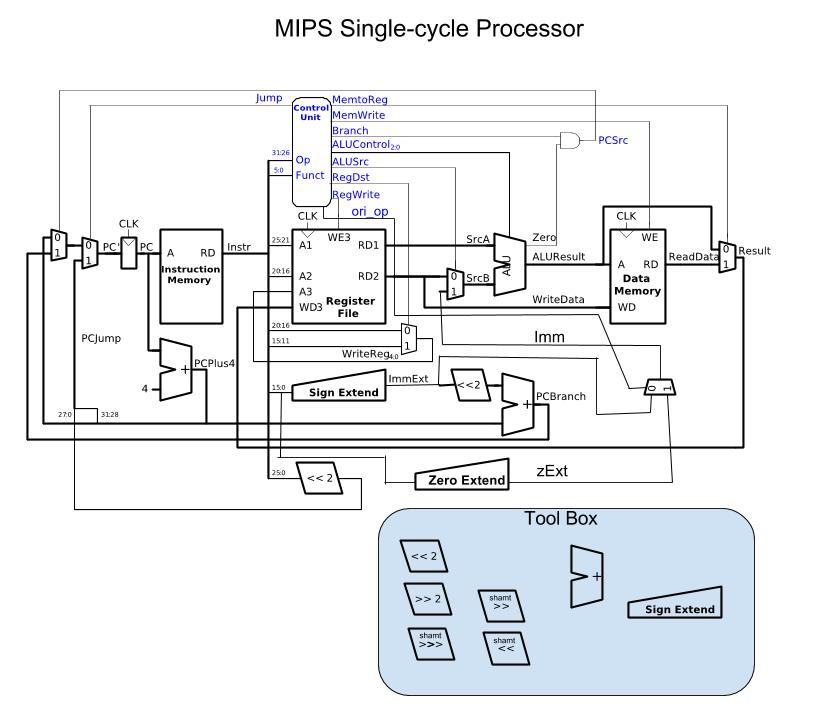 MIPS Single-cycle Processor
Jump
Control
Unit
MemtoReg
MemWrite
Branch
ALUControl2:0
PCSrc
31:26
Op
ALUSrc
5:0
Funct
RegDst
RegWrite
ori_op
CLK
CLK
CLK
0
1
0
1
PC'
PC
A
RD
Instruction
Memory
Instr
25:21
A1
WE3
RD1
SrcA
Zero
WE
0
1
Result
20:16
A2
RD2
0
1
SrcB
ALU
ALUResult
A
RD
Data
Memory
ReadData
A3
WD3
Register
File
WriteData
WD
20:16
0
15:11
1
WriteReg4:0
Imm
PCJump
4
+
PCPlus4
15:0
Sign Extend
ImmExt
<<2
+
PCBranch
0
1
27:0
31:28
25:0
<< 2
Zero Extend
zExt
Tool Box
<< 2
>> 2
shamt
>>>
shamt
>>
shamt
<<
+
Sign Extend